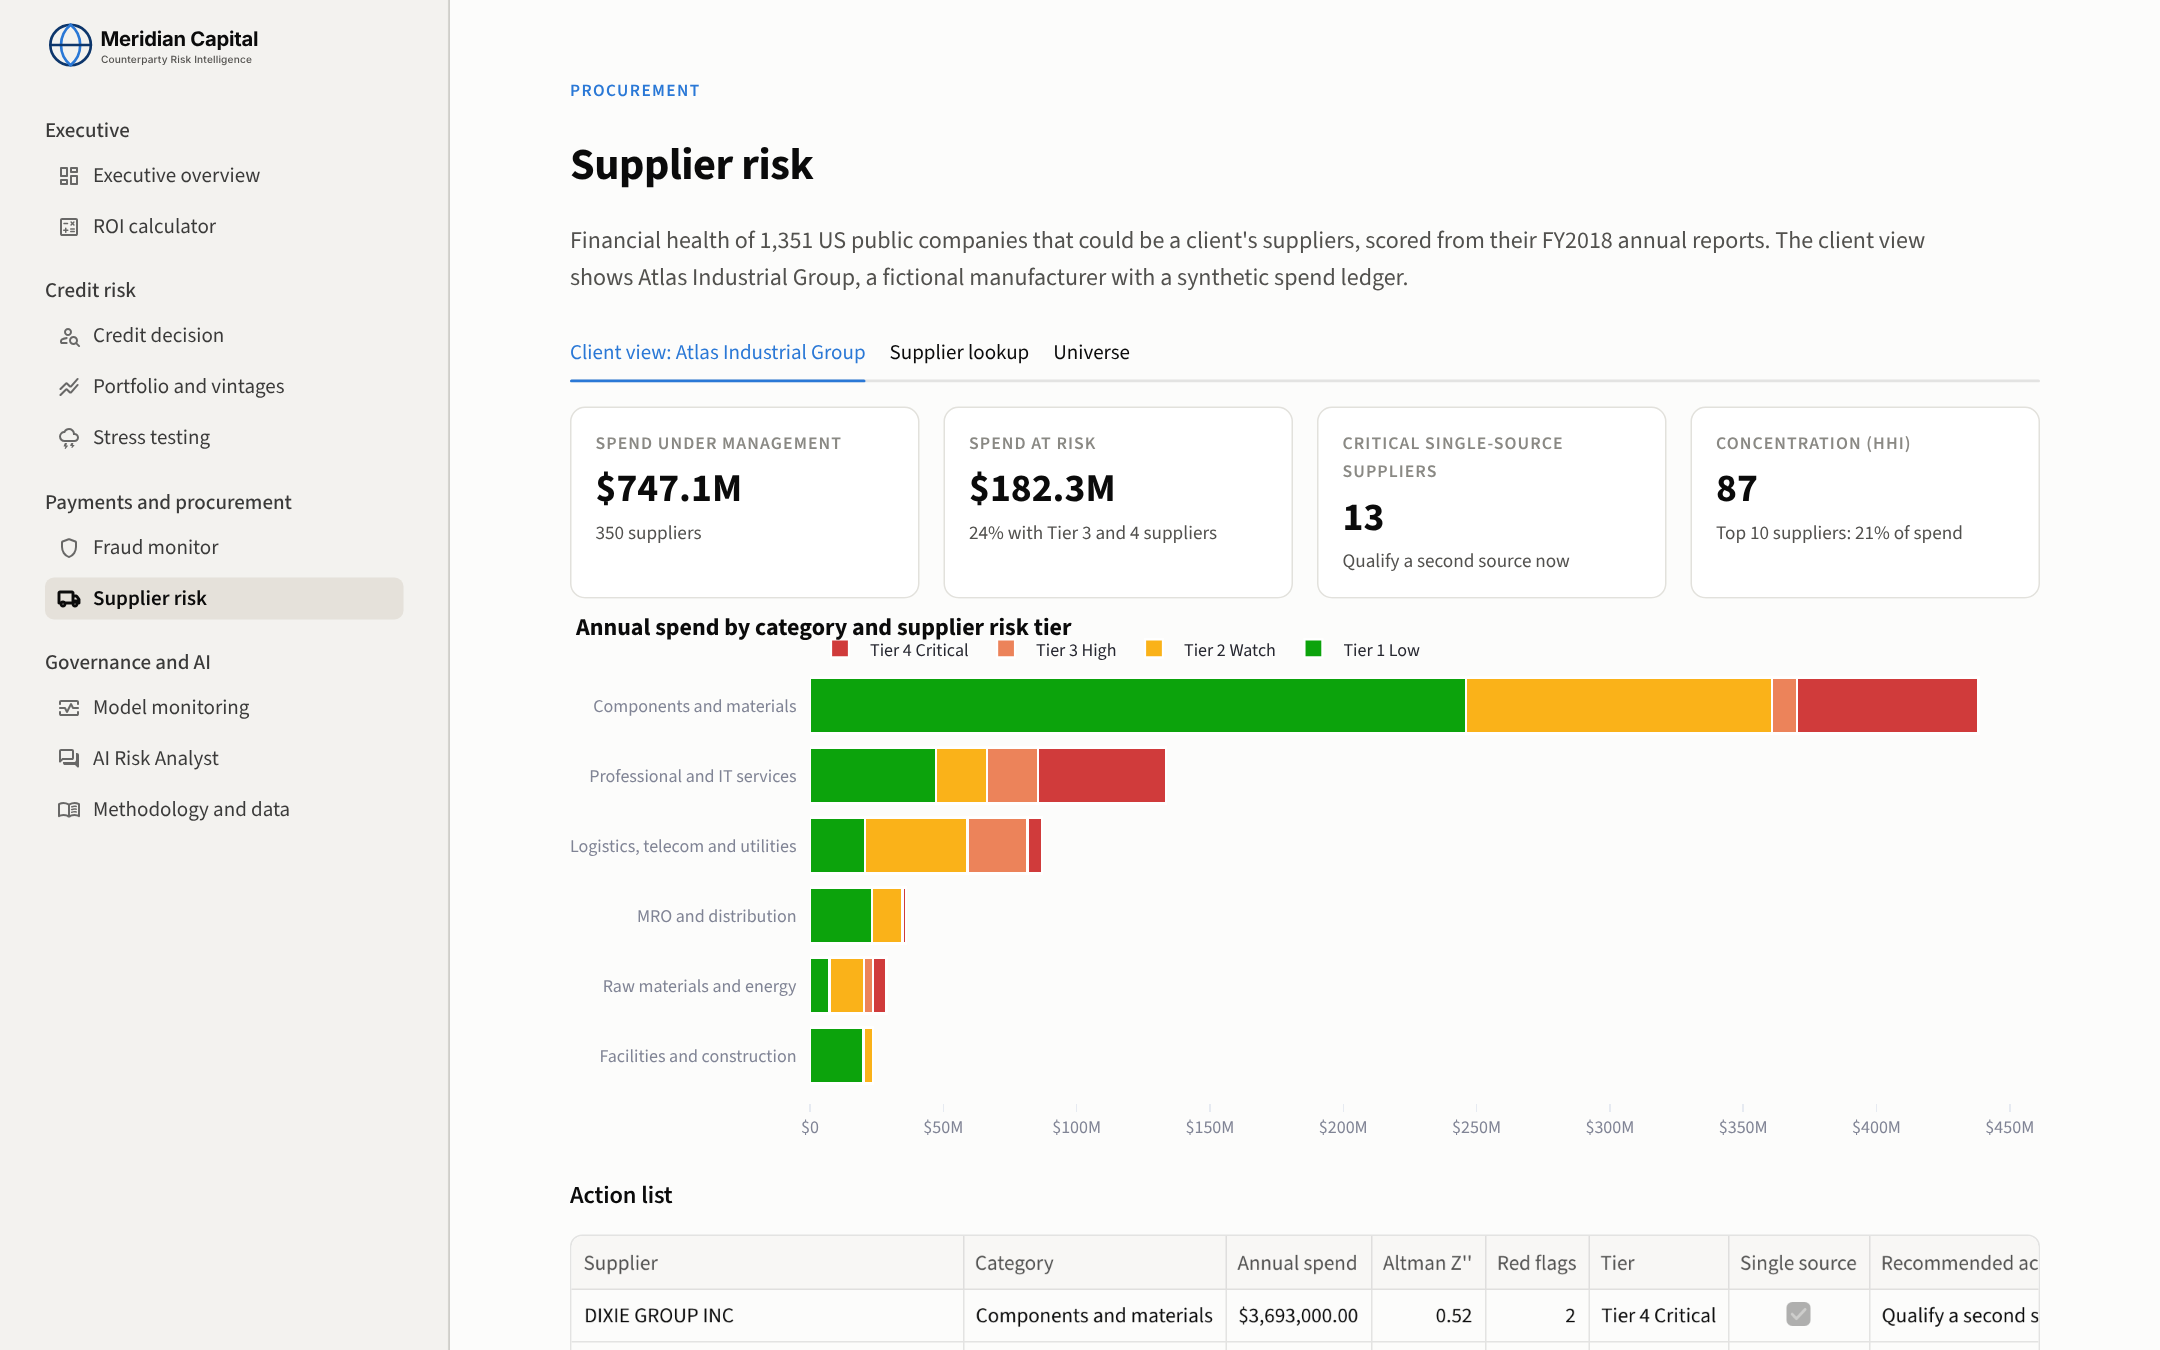 Meridian Capital
Counterparty Risk Intelligence
Executive
Executive overview
ROI calculator
Credit risk
Credit decision
Portfolio and vintages
Stress testing
Payments and procurement
Fraud monitor
Supplier risk
Governance and AI
Model monitoring
AI Risk Analyst
Methodology and data
PROCUREMENT
Supplier risk
Financial health of 1,351 US public companies that could be a client's suppliers, scored from their FY2018 annual reports. The client view
shows Atlas Industrial Group, a fictional manufacturer with a synthetic spend ledger.
Client view: Atlas Industrial Group Supplier lookup Universe
SPEND UNDER MANAGEMENT
$747.1M
350 suppliers
SPEND AT RISK
$182.3M
24% with Tier 3 and 4 suppliers
CRITICAL SINGLE-SOURCE
SUPPLIERS
13
Qualify a second source now
CONCENTRATION (HHI)
87
Top 10 suppliers: 21% of spend
Annual spend by category and supplier risk tier
Tier 4 Critical Tier 3 High Tier 2 Watch Tier 1 Low
Components and materials
Professional and IT services
Logistics, telecom and utilities
MRO and distribution
Raw materials and energy
Facilities and construction
$0 $50M $100M $150M $200M $250M $300M $350M $400M $450M
Action list
Supplier Category Annual spend Altman Z'' Red flags Tier Single source Recommended ac
DIXIE GROUP INC Components and materials $3,693,000.00 0.52 2 Tier 4 Critical Qualify a second s